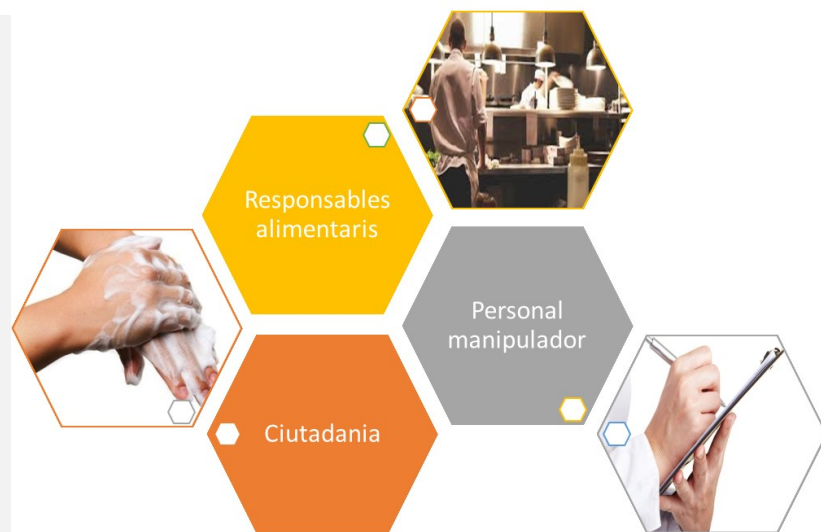 Responsables
alimentaris
Personal
manipulador
Ciutadania